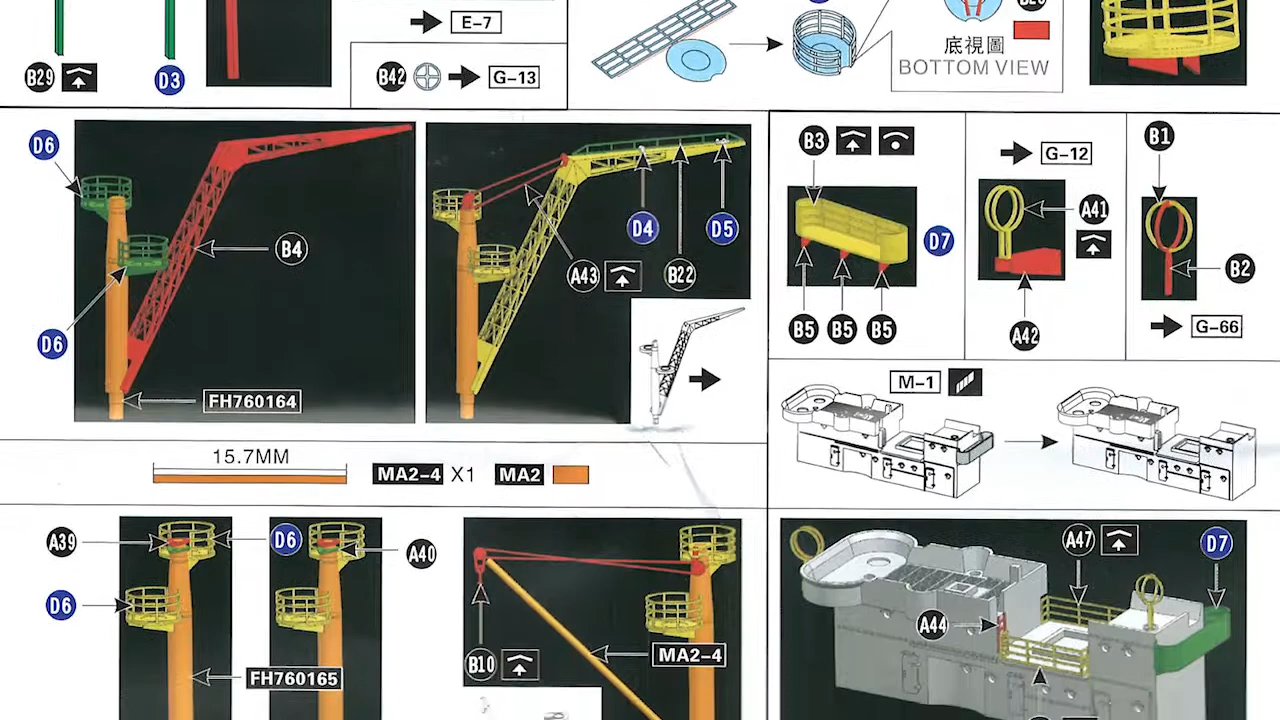 E-7
B29
D3
B42
G-13
底視圖
BOTTOM VIEW
D6
B4
D6
FH760164
D4
D5
A43
B22
B3
D7
B5
B5
B5
G-12
A41
A42
B1
B2
G-66
M-1
15.7MM
MA2-4 X1 MA2
A39
D6
A40
D6
FH760165
B10
MA2-4
A47
D7
A44